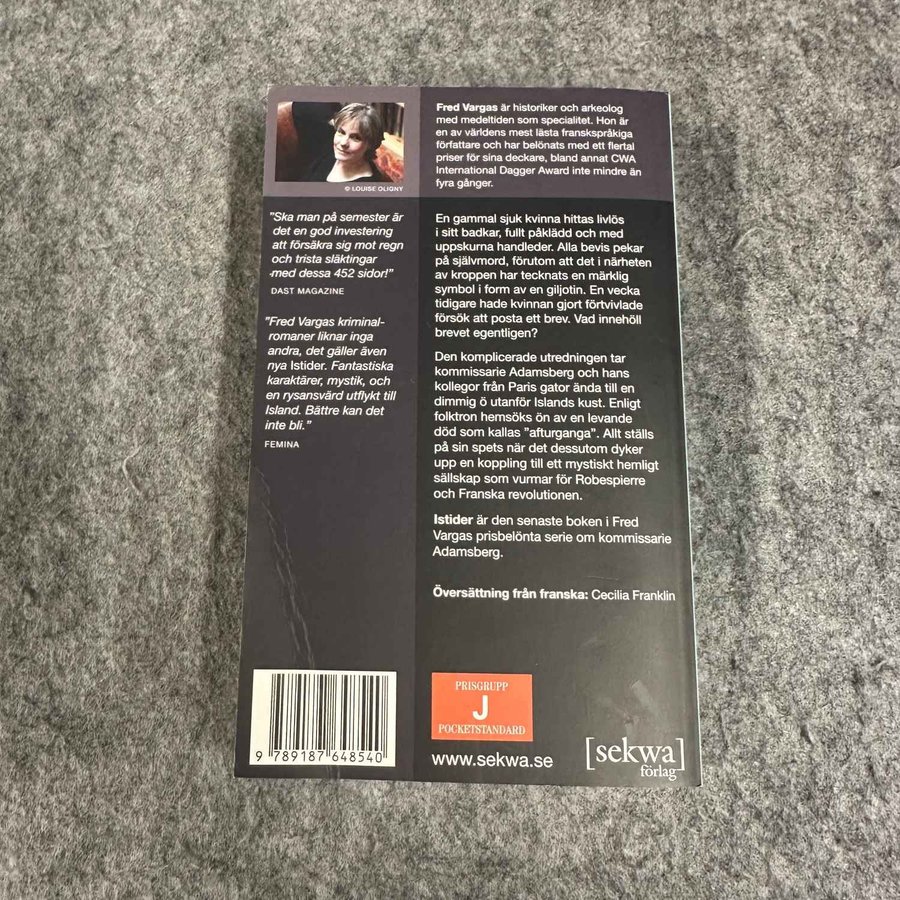 © LOUISE OLIGNY
Fred Vargas är historiker och arkeolog
med medeltiden som specialitet. Hon är
en av världens mest lästa franskspråkiga
författare och har belönats med ett flertal
priser för sina deckare, bland annat CWA
International Dagger Award inte mindre än
fyra gånger.
"Ska man på semester är
det en god investering
att försäkra sig mot regn
och trista släktingar
med dessa 452 sidor!"
DAST MAGAZINE
"Fred Vargas kriminal-
romaner liknar inga
andra, det gäller även
nya Istider. Fantastiska
karaktärer, mystik, och
en rysansvärd utflykt till
Island. Bättre kan det
inte bli."
FEMINA
En gammal sjuk kvinna hittas livlös
i sitt badkar, fullt påklädd och med
uppskurna handleder. Alla bevis pekar
på självmord, förutom att det i närheten
av kroppen har tecknats en märklig
symbol i form av en giljotin. En vecka
tidigare hade kvinnan gjort förtvivlade
försök att posta ett brev. Vad innehöll
brevet egentligen?
Den komplicerade utredningen tar
kommissarie Adamsberg och hans
kollegor från Paris gator ända till en
dimmig ö utanför Islands kust. Enligt
folktron hemsöks ön av en levande
död som kallas "afturganga". Allt ställs
på sin spets när det dessutom dyker
upp en koppling till ett mystiskt hemligt
sällskap som vurmar för Robespierre
och Franska revolutionen.
Istider är den senaste boken i Fred
Vargas prisbelönta serie om kommissarie
Adamsberg.
Översättning från franska: Cecilia Franklin
9 789187 648540
PRISGRUPP
J
POCKETSTANDARD
www.sekwa.se
[sekwa]
förlag